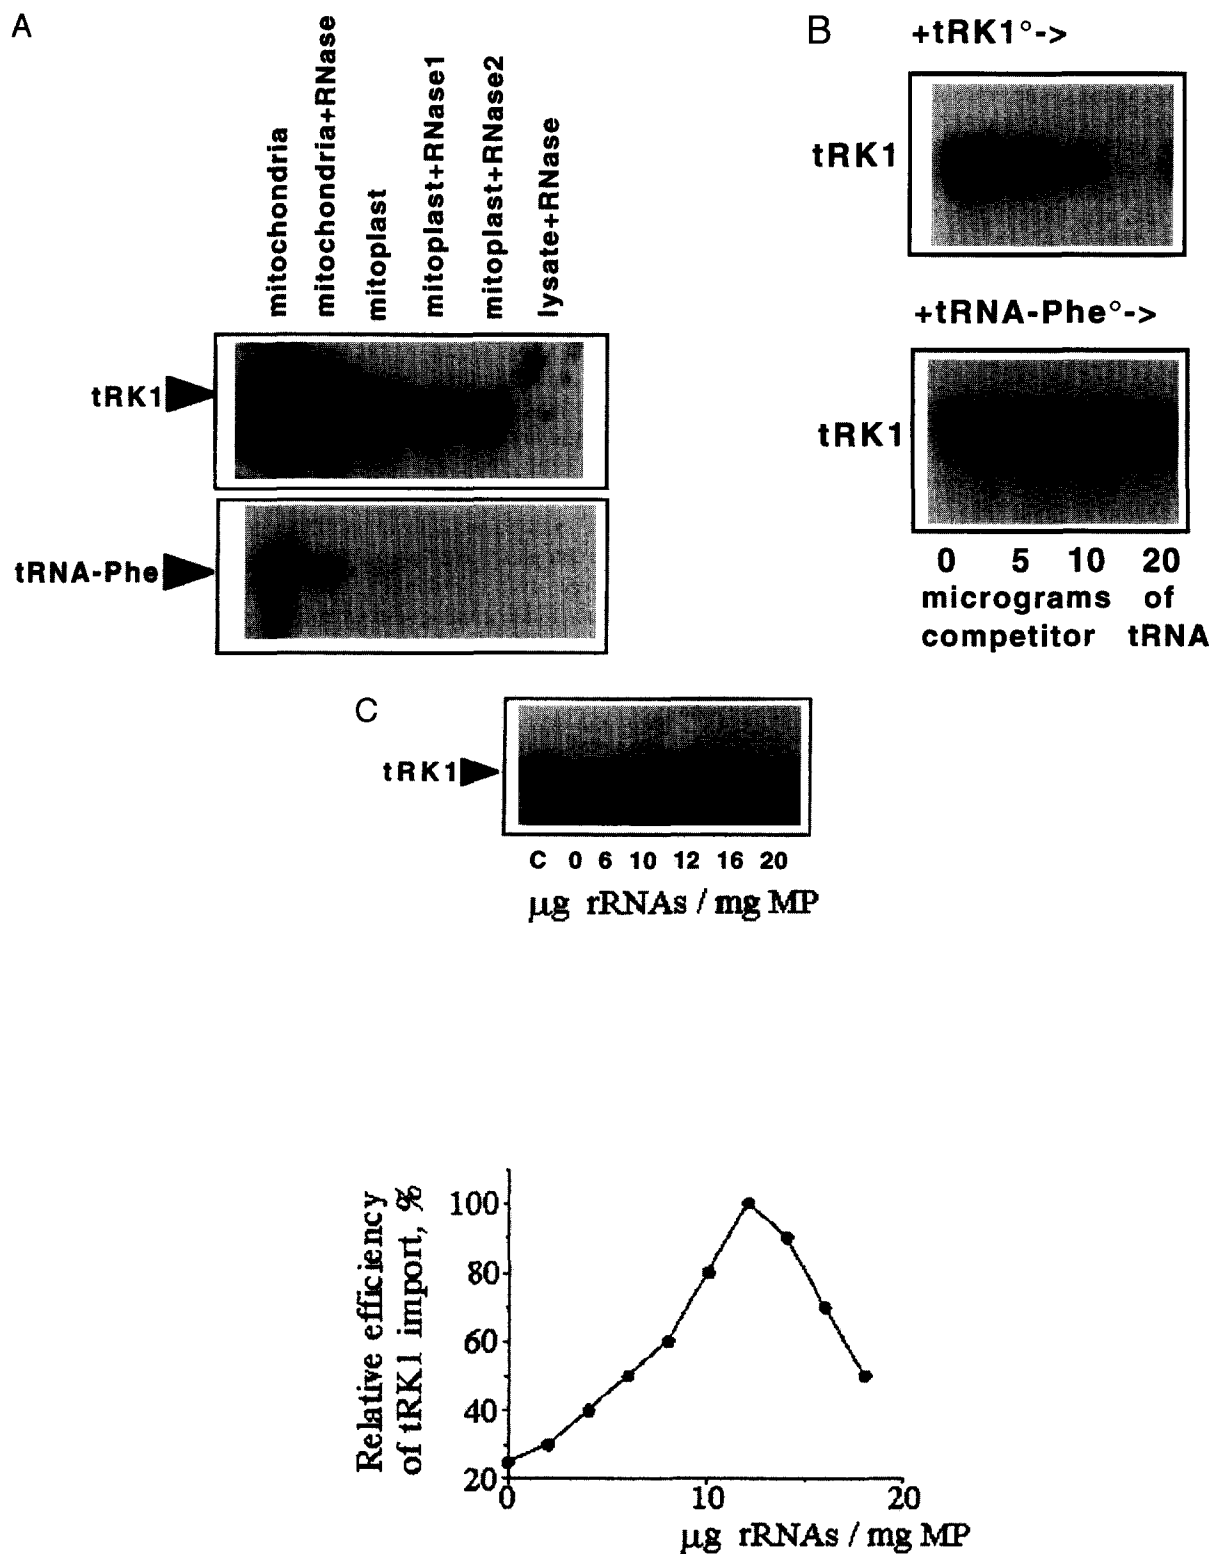 A
mitochondria
mitochondria+RNase
mitoplast
mitoplast+RNase1
mitoplast+RNase2
lysate+RNase
tRK1
tRNA-Phe
B
+tRK1°->
tRK1
+tRNA-Phe°->
tRK1
0 5 10 20
micrograms of
competitor tRNA
C
tRK1
C 0 6 10 12 16 20
µg rRNAs / mg MP
Relative efficiency
of tRK1 import, %
100
80
60
40
20
0 10 20
µg rRNAs / mg MP